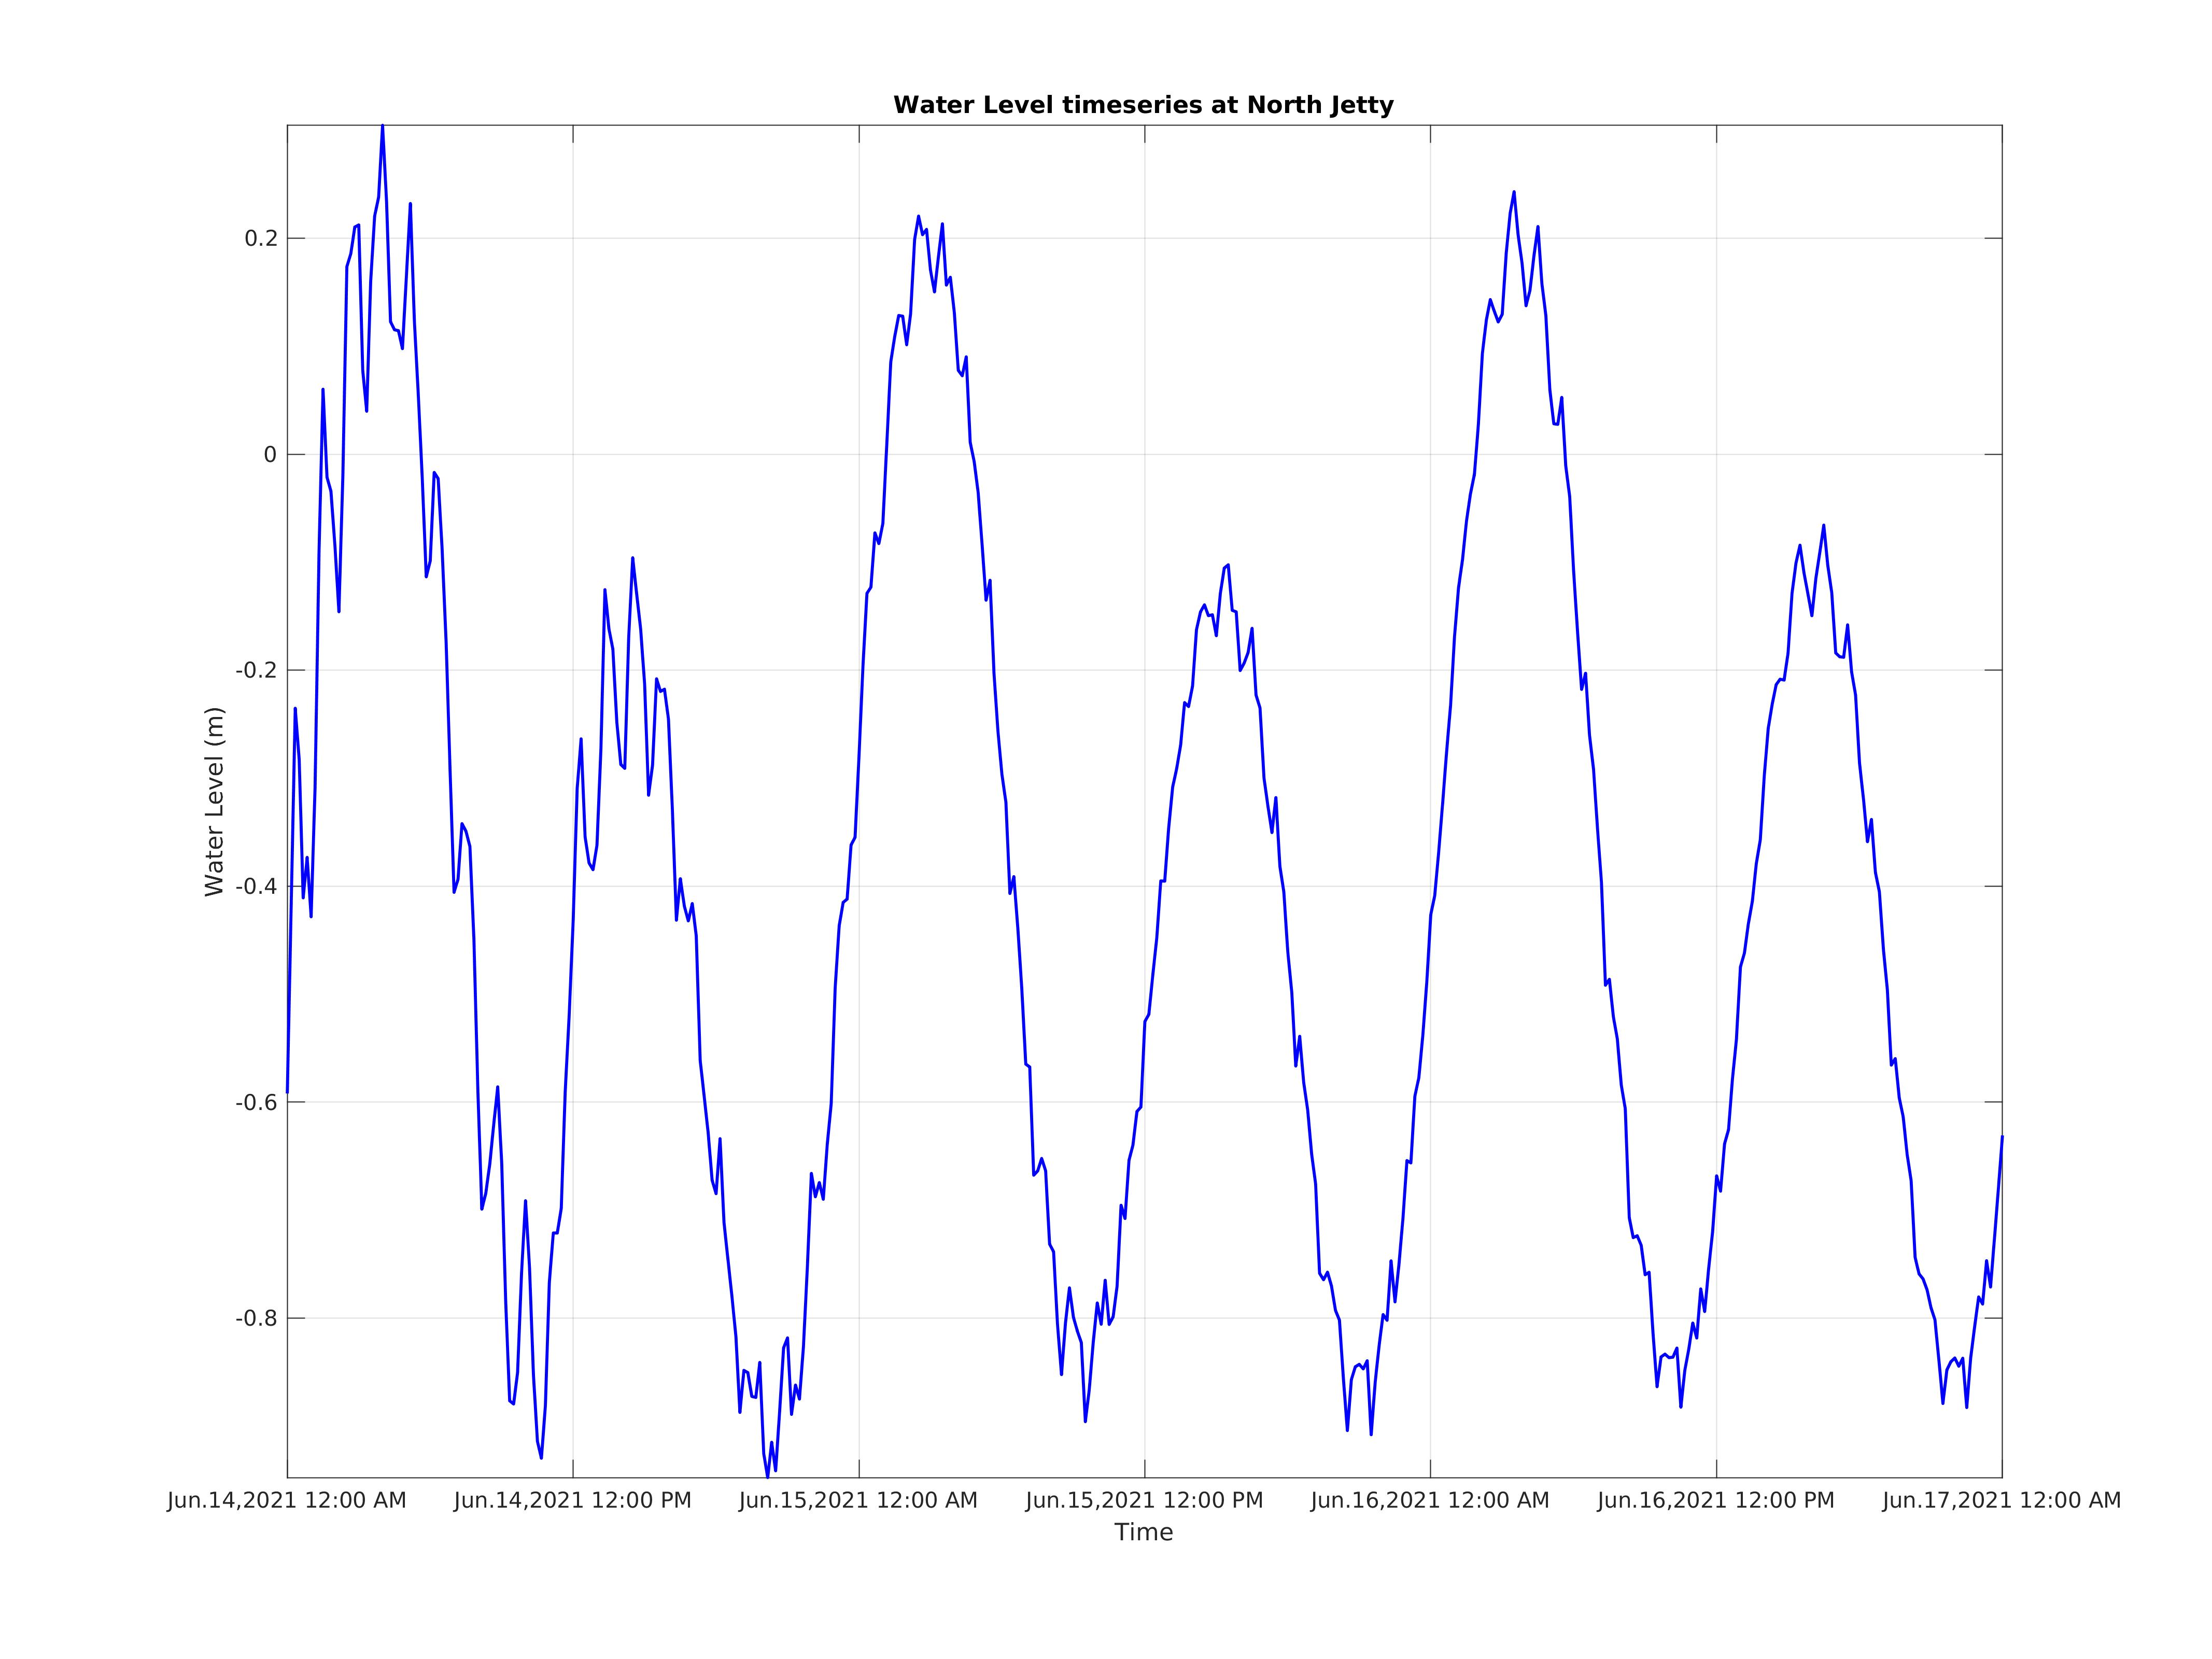 Water Level timeseries at North Jetty
0.2
0
-0.2
-0.4
-0.6
-0.8
Water Level (m)
Jun.14,2021 12:00 AM
Jun.14,2021 12:00 PM
Jun.15,2021 12:00 AM
Jun.15,2021 12:00 PM
Jun.16,2021 12:00 AM
Jun.16,2021 12:00 PM
Jun.17,2021 12:00 AM
Time